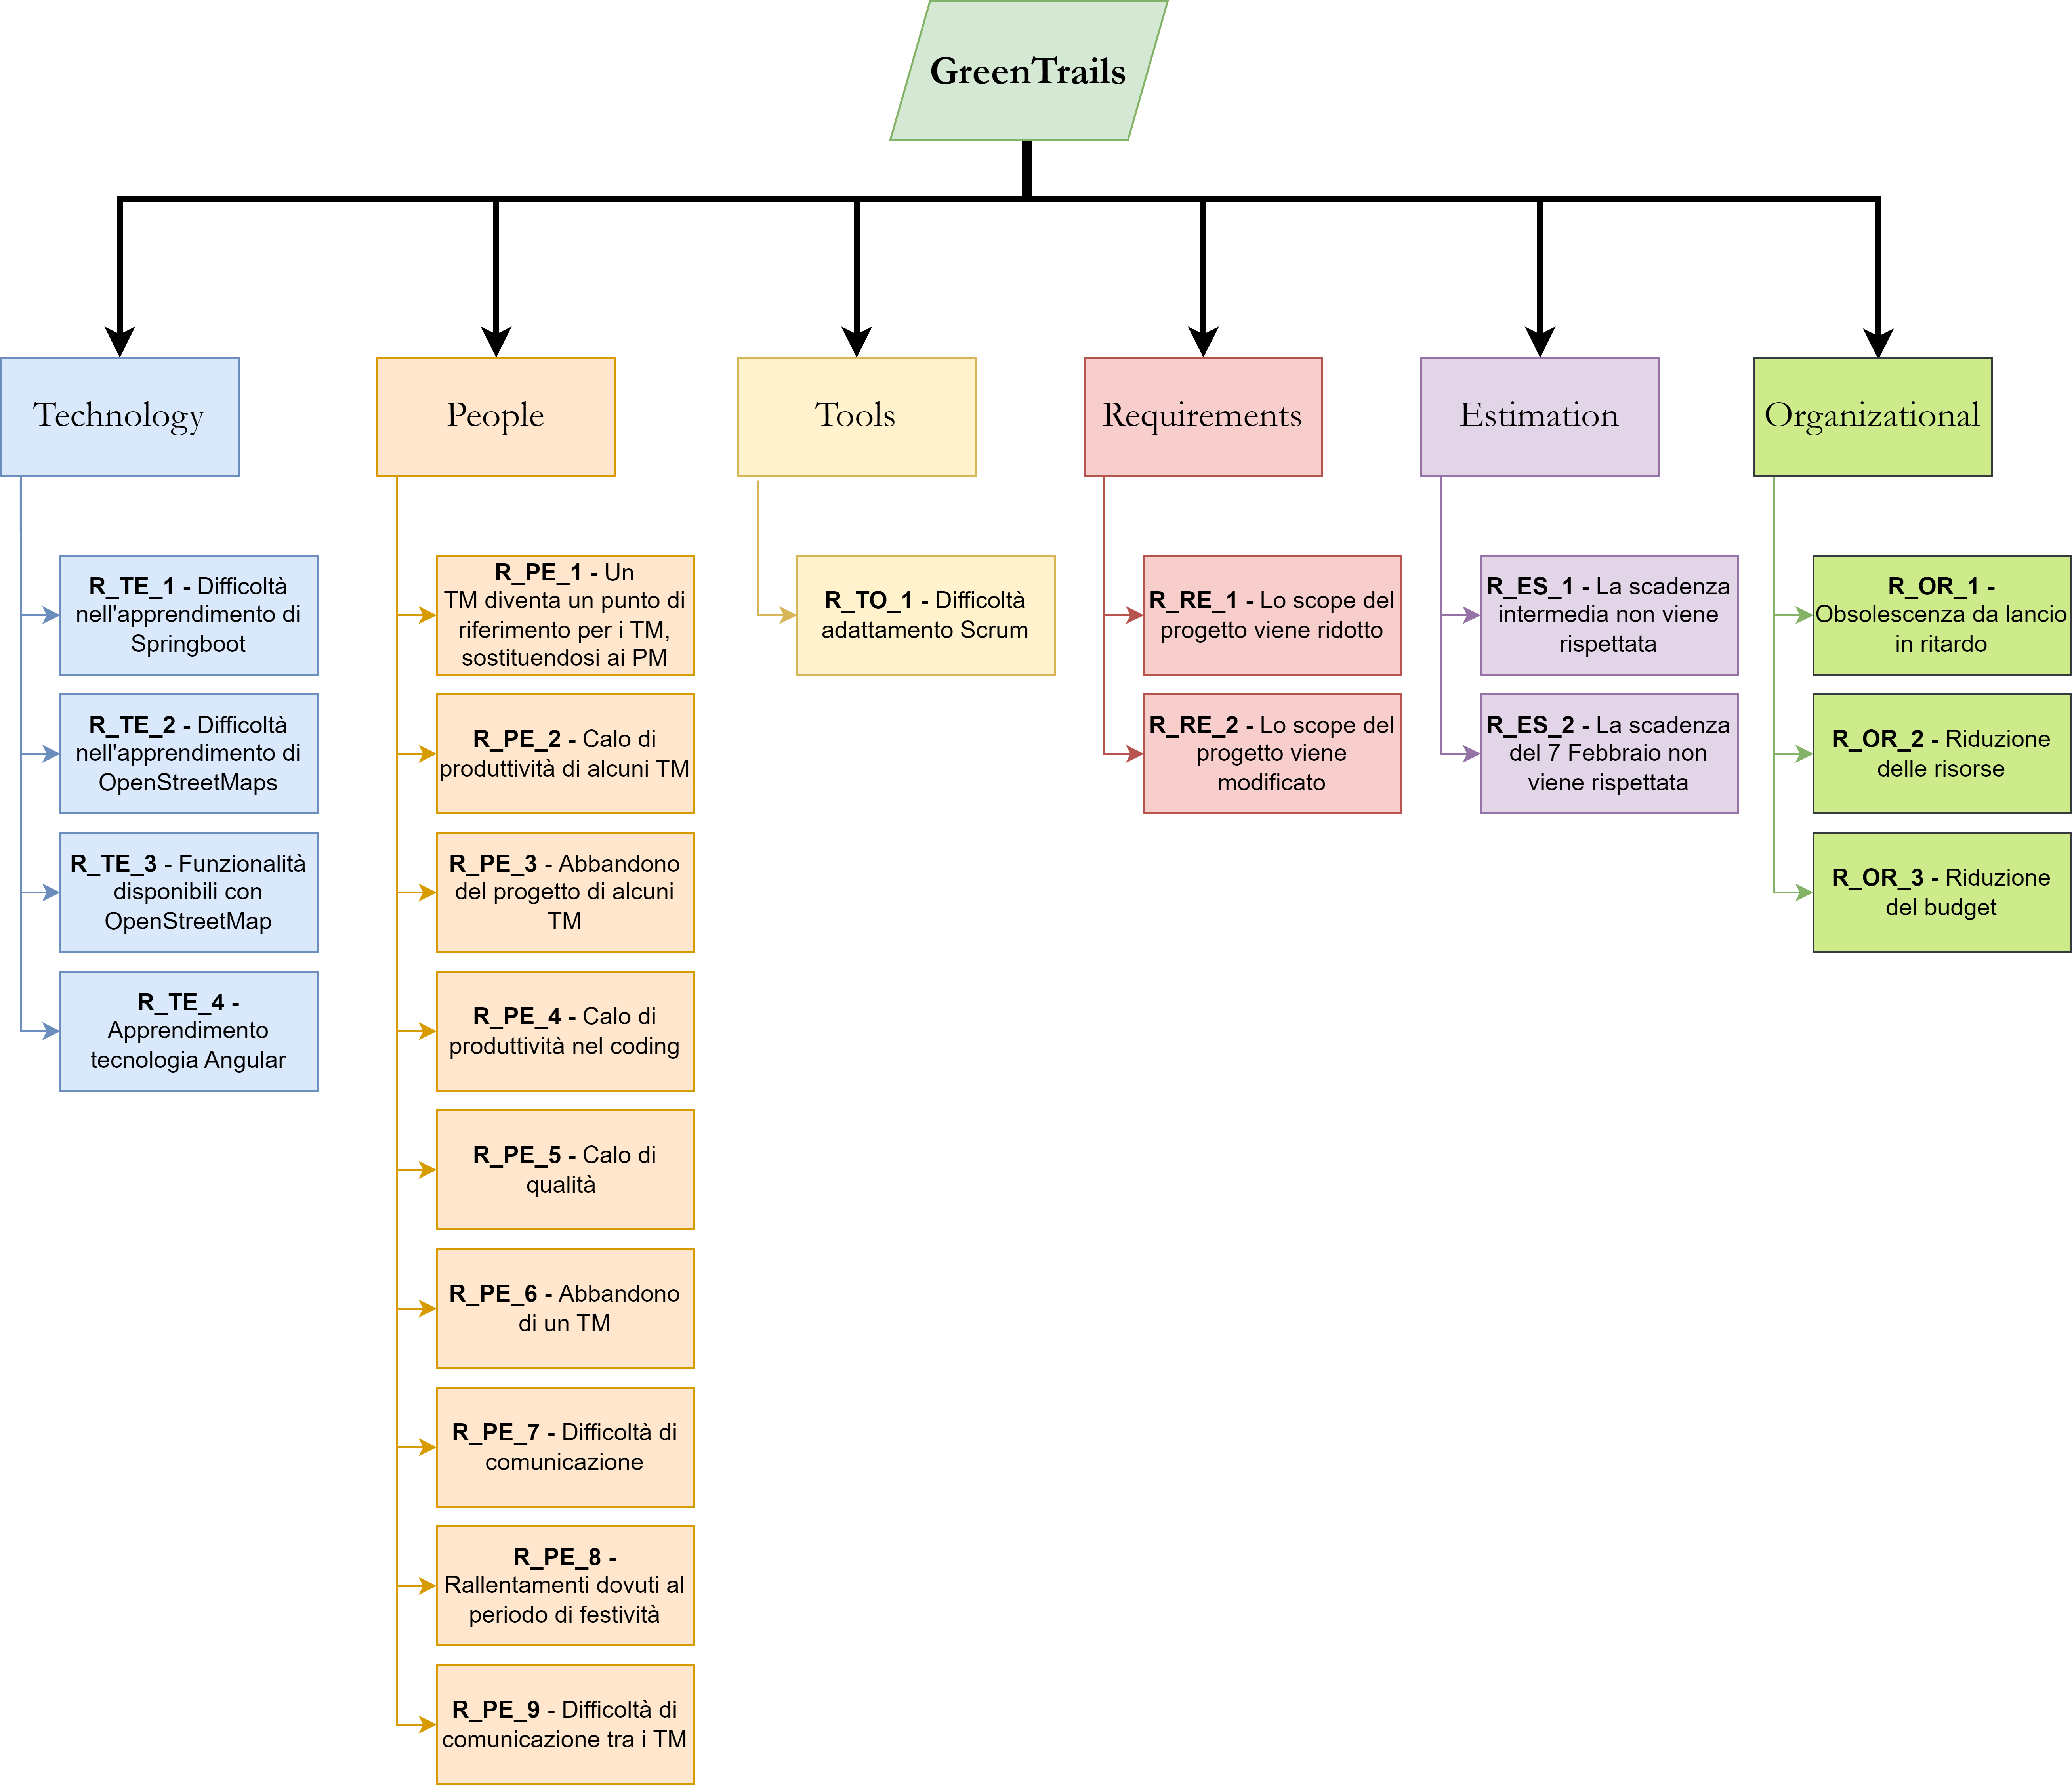 GreenTrails
Technology
People
Tools
Requirements
Estimation
Organizational
R_TE_1 - Difficoltà
nell'apprendimento di
Springboot
R_TE_2 - Difficoltà
nell'apprendimento di
OpenStreetMaps
R_TE_3 - Funzionalità
disponibili con
OpenStreetMap
R_TE_4 -
Apprendimento
tecnologia Angular
R_PE_1 - Un
TM diventa un punto di
riferimento per i TM,
sostituendosi ai PM
R_PE_2 - Calo di
produttività di alcuni TM
R_PE_3 - Abbandono
del progetto di alcuni
TM
R_PE_4 - Calo di
produttività nel coding
R_PE_5 - Calo di
qualità
R_PE_6 - Abbandono
di un TM
R_PE_7 - Difficoltà di
comunicazione
R_PE_8 -
Rallentamenti dovuti al
periodo di festività
R_PE_9 - Difficoltà di
comunicazione tra i TM
R_TO_1 - Difficoltà
adattamento Scrum
R_RE_1 - Lo scope del
progetto viene ridotto
R_RE_2 - Lo scope del
progetto viene
modificato
R_ES_1 - La scadenza
intermedia non viene
rispettata
R_ES_2 - La scadenza
del 7 Febbraio non
viene rispettata
R_OR_1 -
Obsolescenza da lancio
in ritardo
R_OR_2 - Riduzione
delle risorse
R_OR_3 - Riduzione
del budget